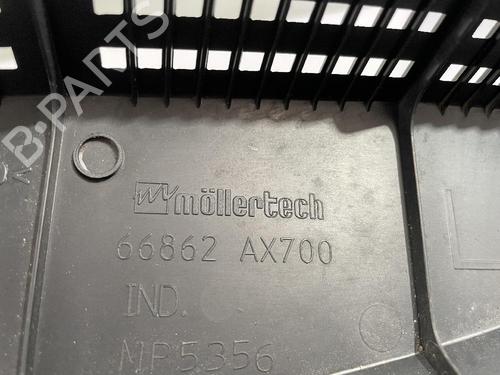 B-PARTS
möllertech
66862 AX700
IND.
MP5356